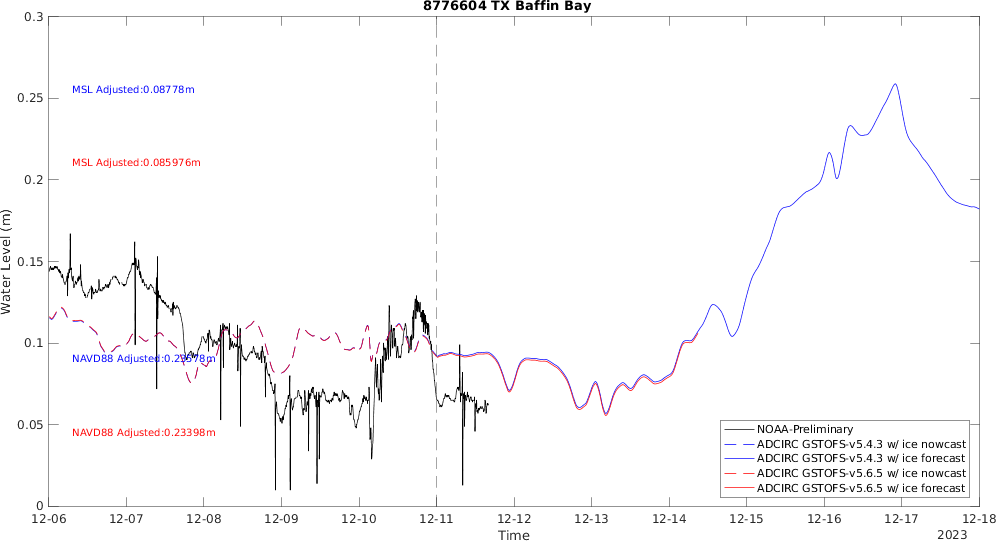 8776604 TX Baffin Bay
0.3
0.25
0.2
0.15
0.1
0.05
0
Water Level (m)
MSL Adjusted:0.08778m
MSL Adjusted:0.085976m
NAVD88 Adjusted:0.23578m
NAVD88 Adjusted:0.23398m
NOAA-Preliminary
ADCIRC GSTOFS-v5.4.3 w/ ice nowcast
ADCIRC GSTOFS-v5.4.3 w/ ice forecast
ADCIRC GSTOFS-v5.6.5 w/ ice nowcast
ADCIRC GSTOFS-v5.6.5 w/ ice forecast
12-06 12-07 12-08 12-09 12-10 12-11 12-12 12-13 12-14 12-15 12-16 12-17 12-18
Time
2023